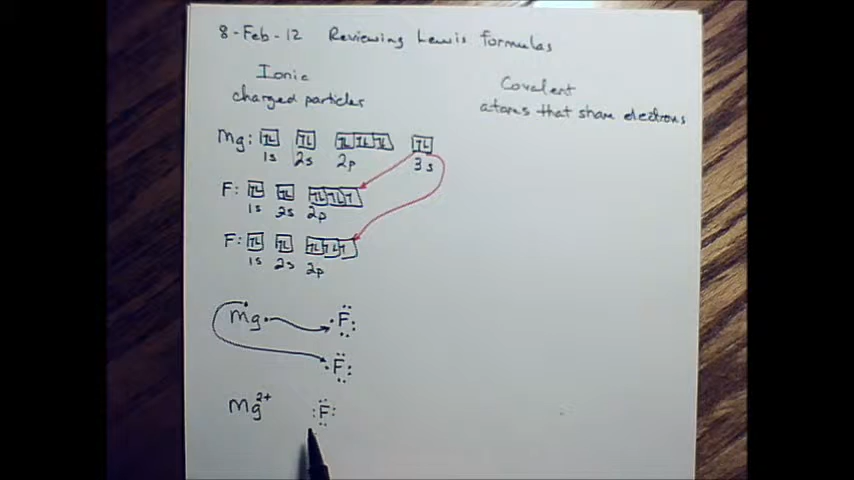 8-Feb-12 Reviewing Lewis formulas
Ionic
charged particles
Covalent
atoms that share electrons
Mg:
1s 2s 2p 3s
F:
1s 2s 2p
F:
1s 2s 2p
Mg F
F
Mg2+ F